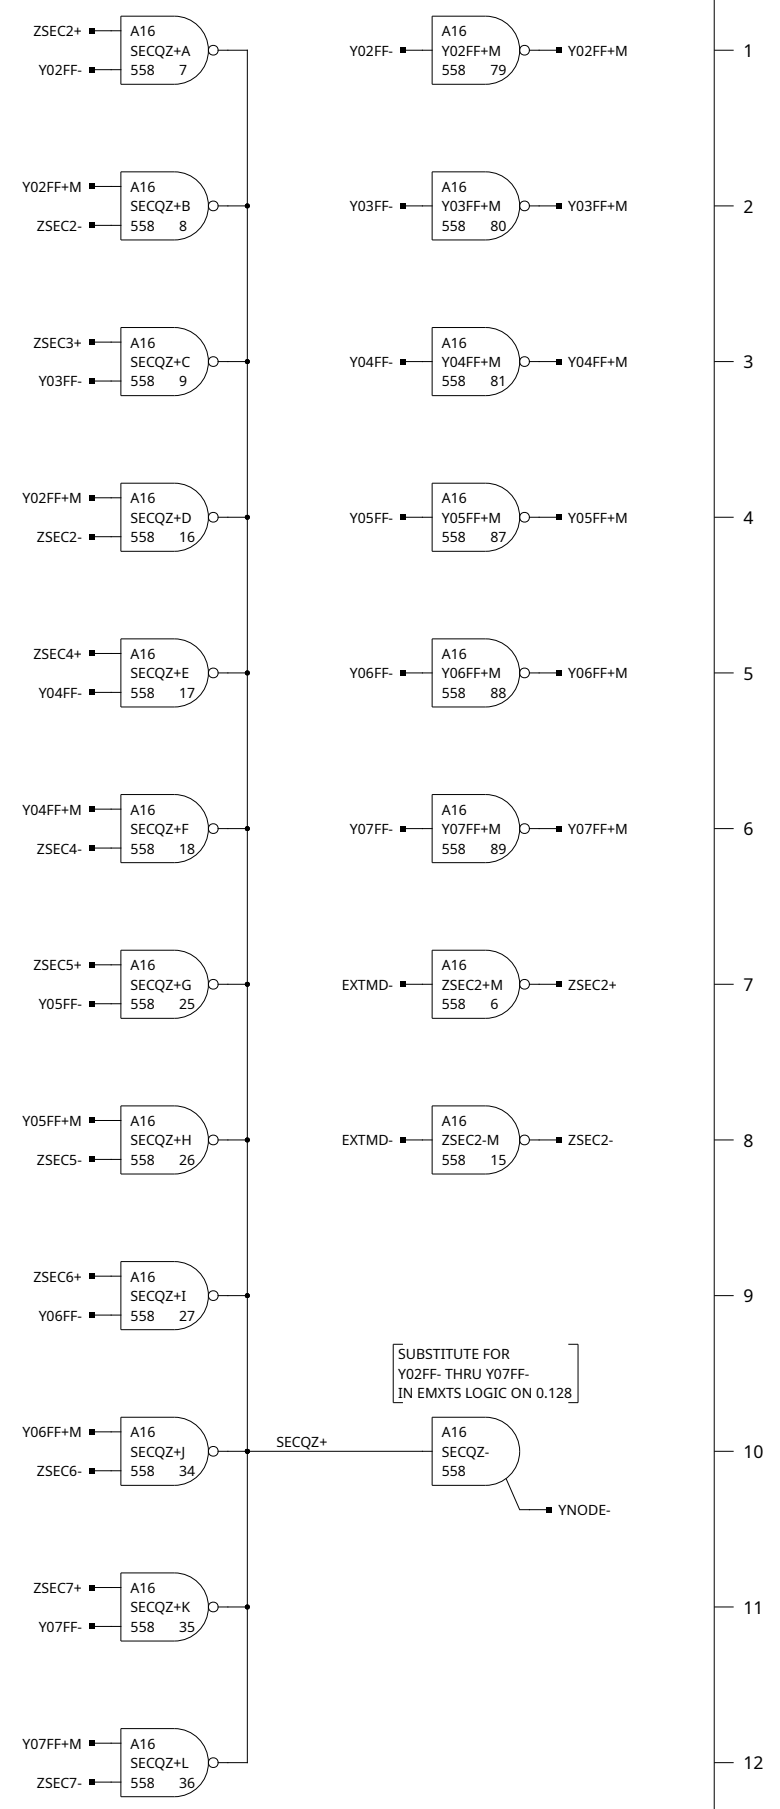 ZSEC2+
Y02FF-
A16
SECQZ+A
558 7
Y02FF-
A16
Y02FF+M
558 79
Y02FF+M
1
Y02FF+M
ZSEC2-
A16
SECQZ+B
558 8
Y03FF-
A16
Y03FF+M
558 80
Y03FF+M
2
ZSEC3+
Y03FF-
A16
SECQZ+C
558 9
Y04FF-
A16
Y04FF+M
558 81
Y04FF+M
3
Y02FF+M
ZSEC2-
A16
SECQZ+D
558 16
Y05FF-
A16
Y05FF+M
558 87
Y05FF+M
4
ZSEC4+
Y04FF-
A16
SECQZ+E
558 17
Y06FF-
A16
Y06FF+M
558 88
Y06FF+M
5
Y04FF+M
ZSEC4-
A16
SECQZ+F
558 18
Y07FF-
A16
Y07FF+M
558 89
Y07FF+M
6
ZSEC5+
Y05FF-
A16
SECQZ+G
558 25
EXTMD-
A16
ZSEC2+M
558 6
ZSEC2+
7
Y05FF+M
ZSEC5-
A16
SECQZ+H
558 26
EXTMD-
A16
ZSEC2-M
558 15
ZSEC2-
8
ZSEC6+
Y06FF-
A16
SECQZ+I
558 27
9
SUBSTITUTE FOR
Y02FF- THRU Y07FF-
IN EMXTS LOGIC ON 0.128
Y06FF+M
ZSEC6-
A16
SECQZ+J
558 34
SECQZ+
A16
SECQZ-
558
YNODE-
10
ZSEC7+
Y07FF-
A16
SECQZ+K
558 35
11
Y07FF+M
ZSEC7-
A16
SECQZ+L
558 36
12